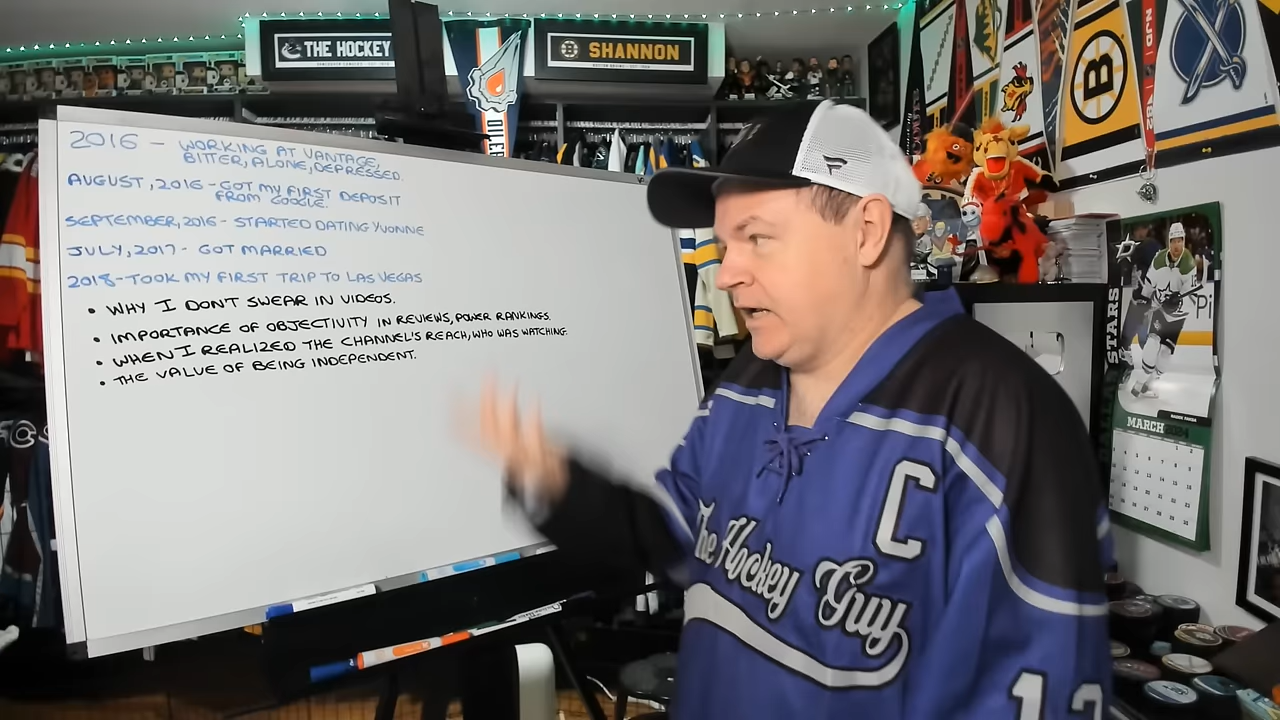 THE HOCKEY
SHANNON
OILERS
2016 - WORKING AT VANTAGE,
BITTER, ALONE, DEPRESSED.
AUGUST, 2016 - GOT MY FIRST DEPOSIT
FROM GOOGLE.
SEPTEMBER, 2016 - STARTED DATING YVONNE
JULY, 2017 - GOT MARRIED
2018 - TOOK MY FIRST TRIP TO LAS VEGAS
• WHY I DON'T SWEAR IN VIDEOS.
• IMPORTANCE OF OBJECTIVITY IN REVIEWS, POWER RANKINGS.
• WHEN I REALIZED THE CHANNEL'S REACH, WHO WAS WATCHING.
• THE VALUE OF BEING INDEPENDENT.
C
The Hockey Guy
B
STARS
MARCH 2024